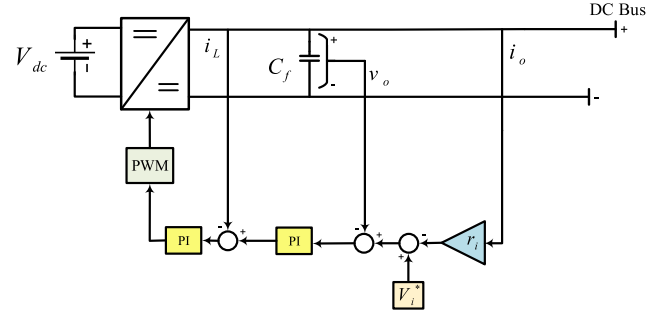 DC Bus
+
V_dc
+
-
i_L
C_f
+
-
v_o
i_o
-
PWM
-
+
-
+
-
+
PI
PI
r_i
V_i^*